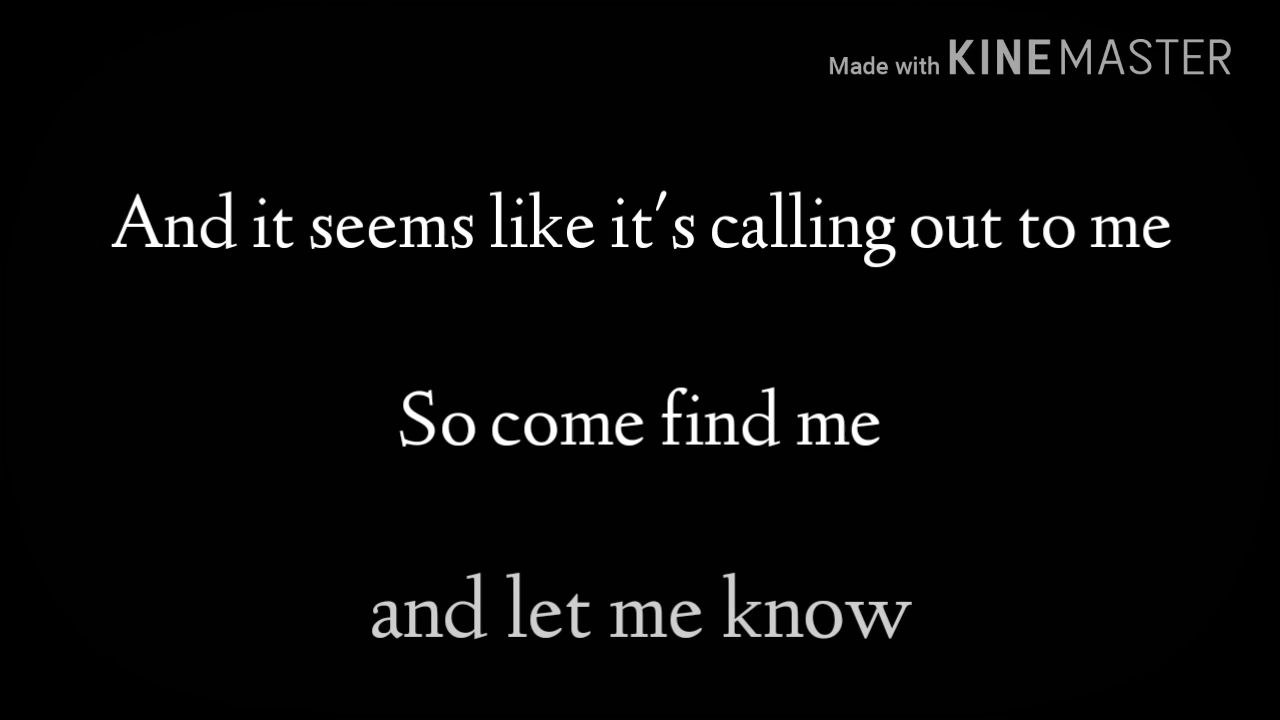 Made with KINEMASTER
And it seems like it's calling out to me
So come find me
and let me know